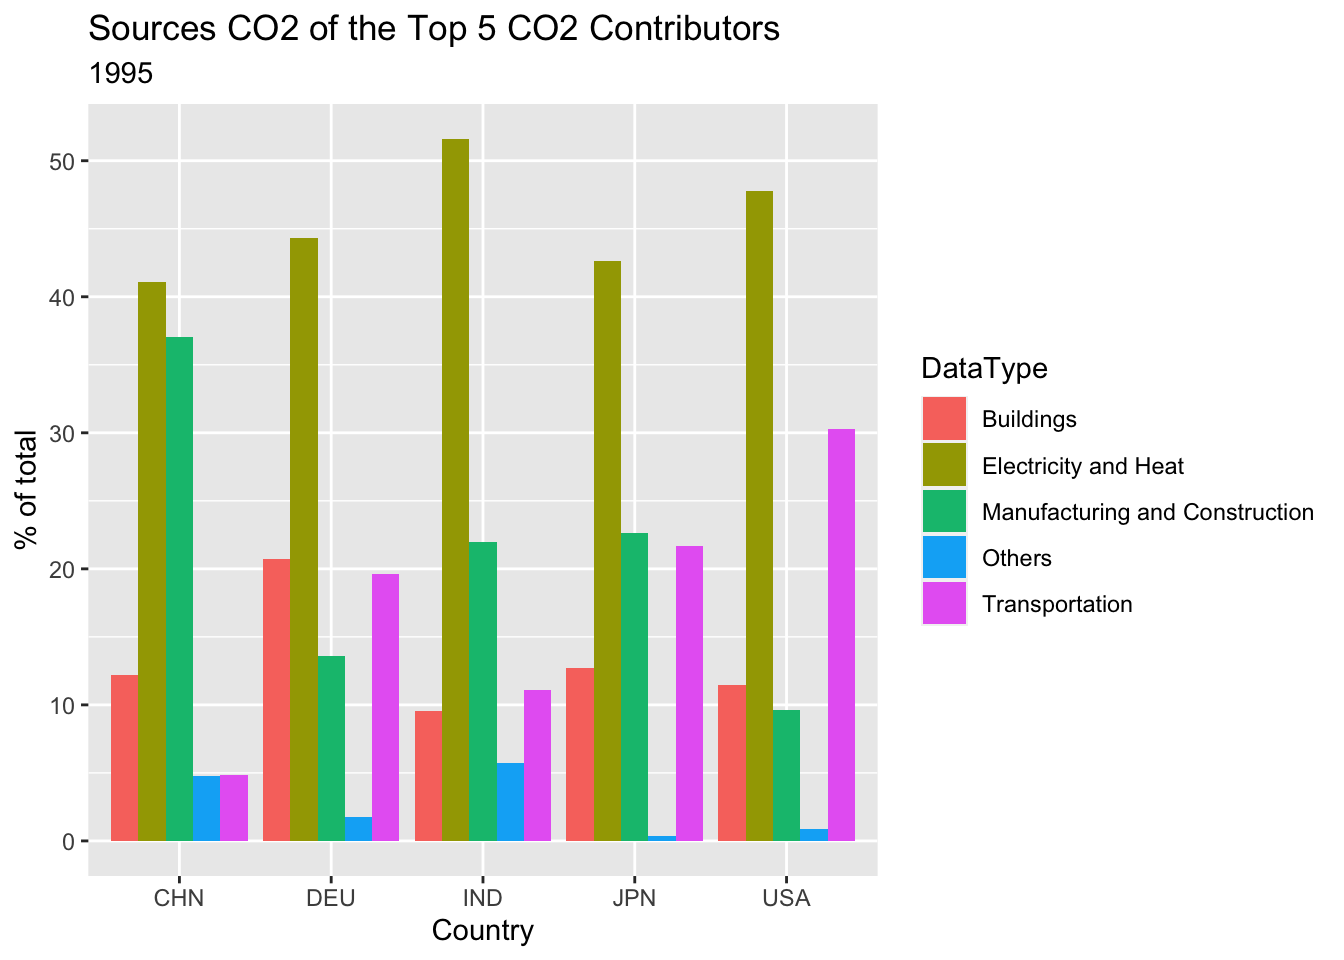 Sources CO2 of the Top 5 CO2 Contributors
1995
% of total
50
40
30
20
10
0
CHN
DEU
IND
JPN
USA
Country
DataType
Buildings
Electricity and Heat
Manufacturing and Construction
Others
Transportation